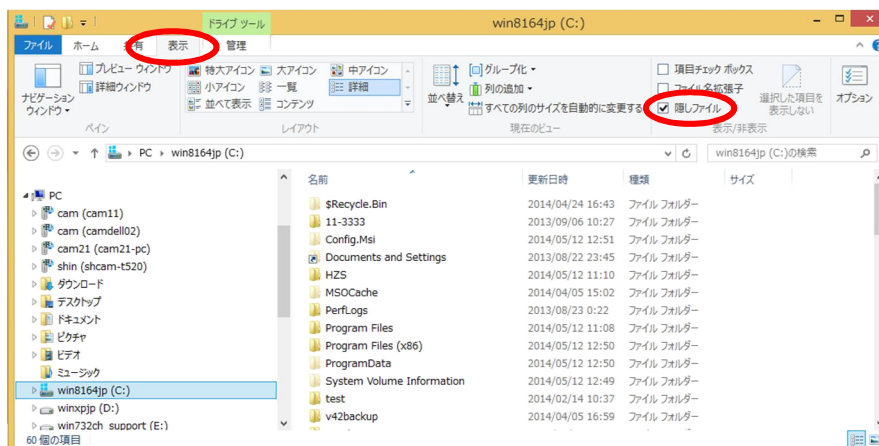 ドライブ ツール
win8164jp (C:)
ファイル ホーム 共有 表示 管理
ナビゲーション
ウィンドウ
プレビュー ウィンドウ
詳細ウィンドウ
ペイン
特大アイコン 大アイコン 中アイコン
小アイコン 一覧 詳細
並べて表示 コンテンツ
レイアウト
並べ替え
グループ化
列の追加
すべての列のサイズを自動的に変更する
現在のビュー
項目チェック ボックス
ファイル名拡張子
隠しファイル
選択した項目を
表示しない
表示/非表示
オプション
PC win8164jp (C:)
win8164jp (C:)の検索
PC
cam (cam11)
cam (camdell02)
cam21 (cam21-pc)
shin (shcam-t520)
ダウンロード
デスクトップ
ドキュメント
ピクチャ
ビデオ
ミュージック
win8164jp (C:)
winxpjp (D:)
win732ch_support (E:)
名前 更新日時 種類 サイズ
$Recycle.Bin 2014/04/24 16:43 ファイル フォルダー
11-3333 2013/09/06 10:27 ファイル フォルダー
Config.Msi 2014/05/12 12:51 ファイル フォルダー
Documents and Settings 2013/08/22 23:45 ファイル フォルダー
HZS 2014/05/12 11:10 ファイル フォルダー
MSOCache 2014/04/05 15:02 ファイル フォルダー
PerfLogs 2013/08/23 0:22 ファイル フォルダー
Program Files 2014/05/12 11:08 ファイル フォルダー
Program Files (x86) 2014/05/12 12:50 ファイル フォルダー
ProgramData 2014/05/12 12:50 ファイル フォルダー
System Volume Information 2014/05/12 12:49 ファイル フォルダー
test 2014/02/14 10:37 ファイル フォルダー
v42backup 2014/04/05 16:59 ファイル フォルダー
60 個の項目